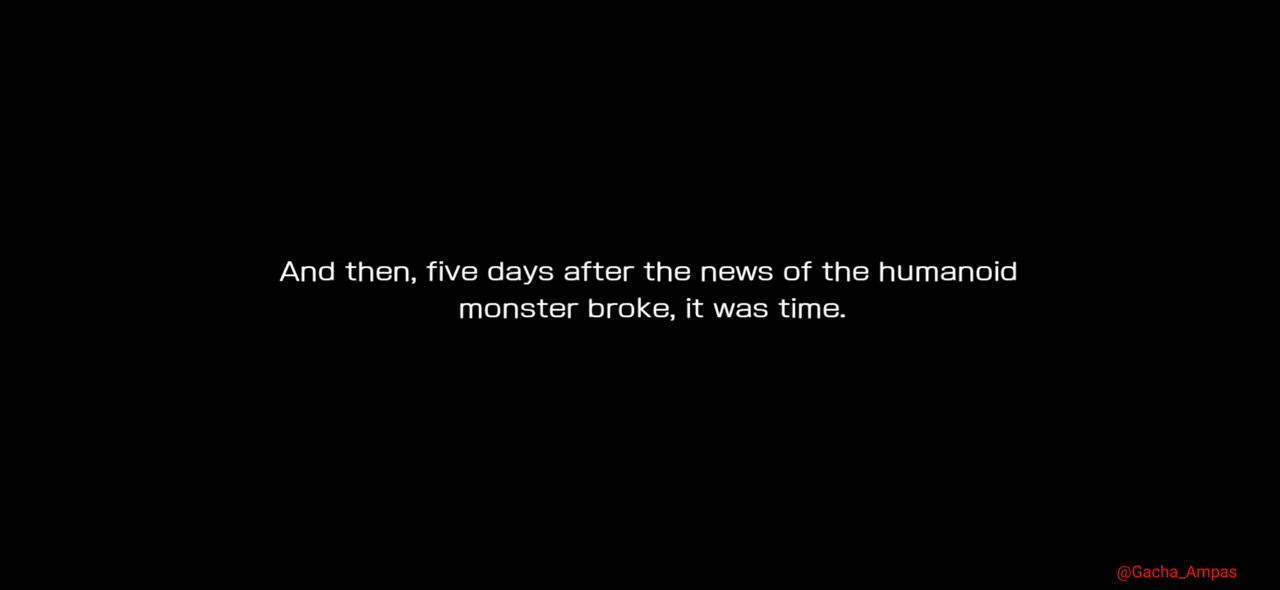 And then, five days after the news of the humanoid
monster broke, it was time.
@Gacha_Ampas